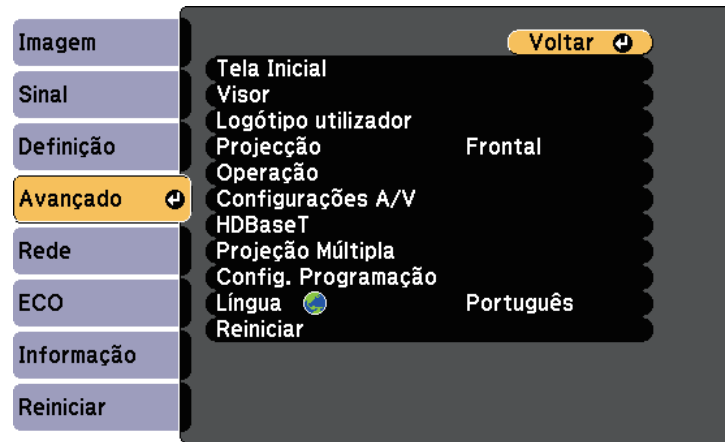 Imagem
Sinal
Definição
Avançado
Rede
ECO
Informação
Reiniciar
Voltar
Tela Inicial
Visor
Logótipo utilizador
Projecção Frontal
Operação
Configurações A/V
HDBaseT
Projeção Múltipla
Config. Programação
Língua Português
Reiniciar